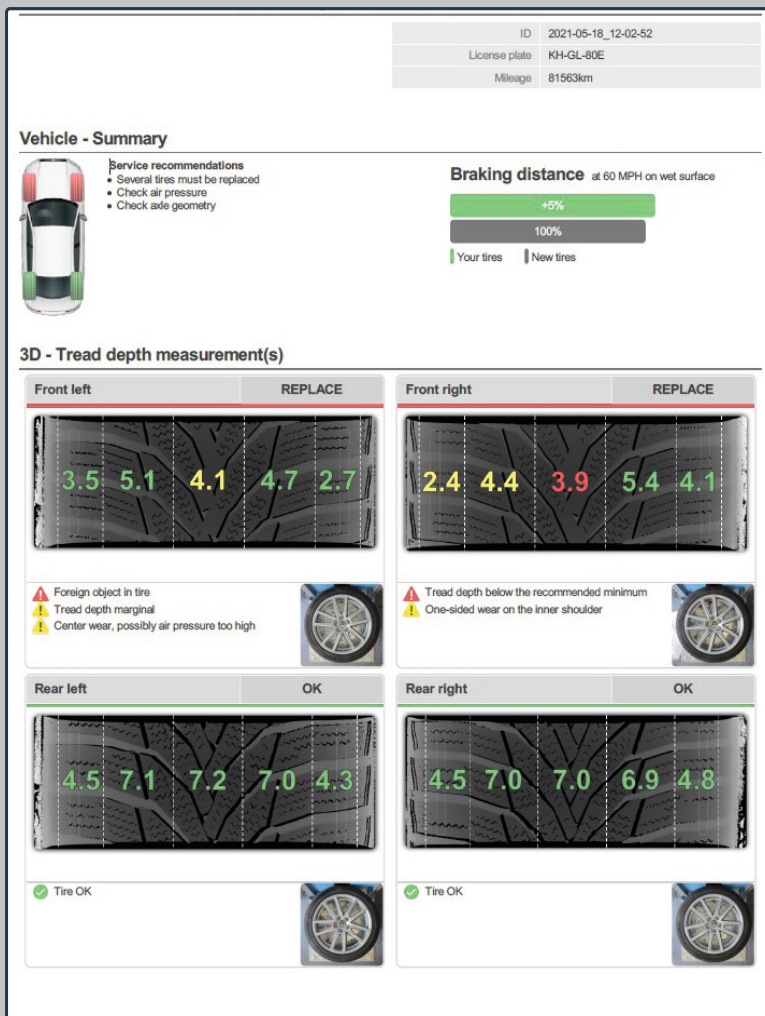 ID 2021-05-18_12-02-52
License plate KH-GL-80E
Mileage 81563km
Vehicle - Summary
Service recommendations
• Several tires must be replaced
• Check air pressure
• Check axle geometry
Braking distance at 60 MPH on wet surface
+5%
100%
Your tires New tires
3D - Tread depth measurement(s)
Front left REPLACE
3.5 5.1 4.1 4.7 2.7
Foreign object in tire
Tread depth marginal
Center wear, possibly air pressure too high
Front right REPLACE
2.4 4.4 3.9 5.4 4.1
Tread depth below the recommended minimum
One-sided wear on the inner shoulder
Rear left OK
4.5 7.1 7.2 7.0 4.3
Tire OK
Rear right OK
4.5 7.0 7.0 6.9 4.8
Tire OK